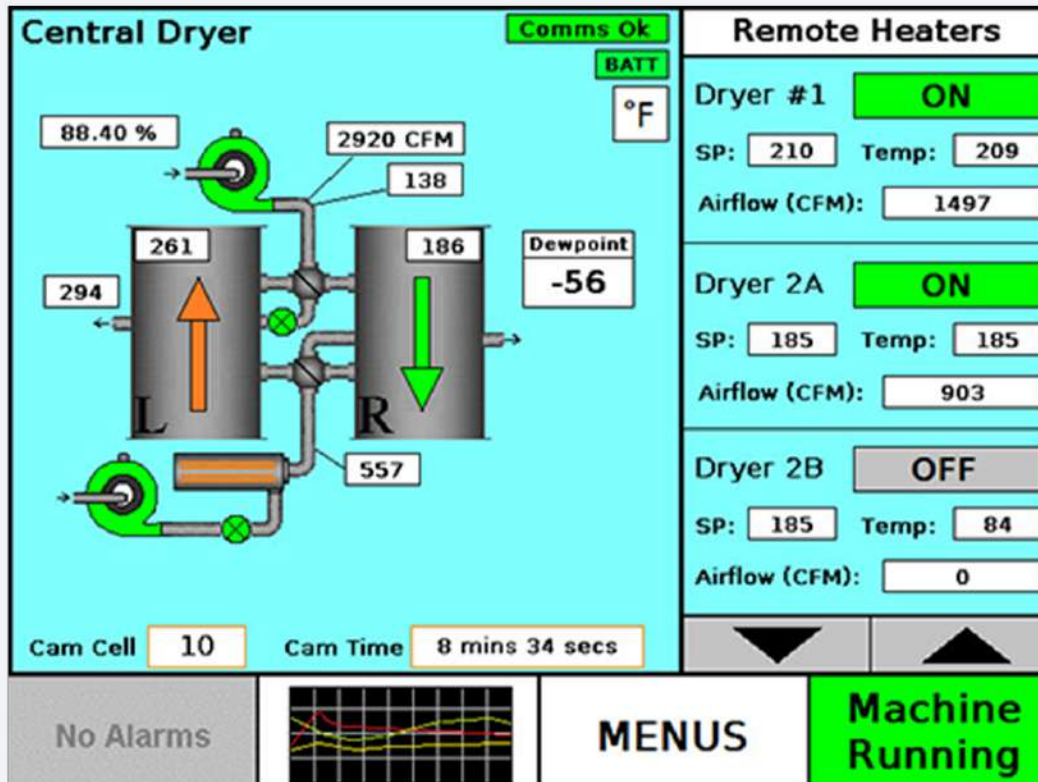 Central Dryer
Comms Ok
BATT
°F
88.40 %
2920 CFM
138
261
186
294
Dewpoint
-56
L
R
557
Cam Cell 10 Cam Time 8 mins 34 secs
Remote Heaters
Dryer #1 ON
SP: 210 Temp: 209
Airflow (CFM): 1497
Dryer 2A ON
SP: 185 Temp: 185
Airflow (CFM): 903
Dryer 2B OFF
SP: 185 Temp: 84
Airflow (CFM): 0
No Alarms
MENUS
Machine
Running